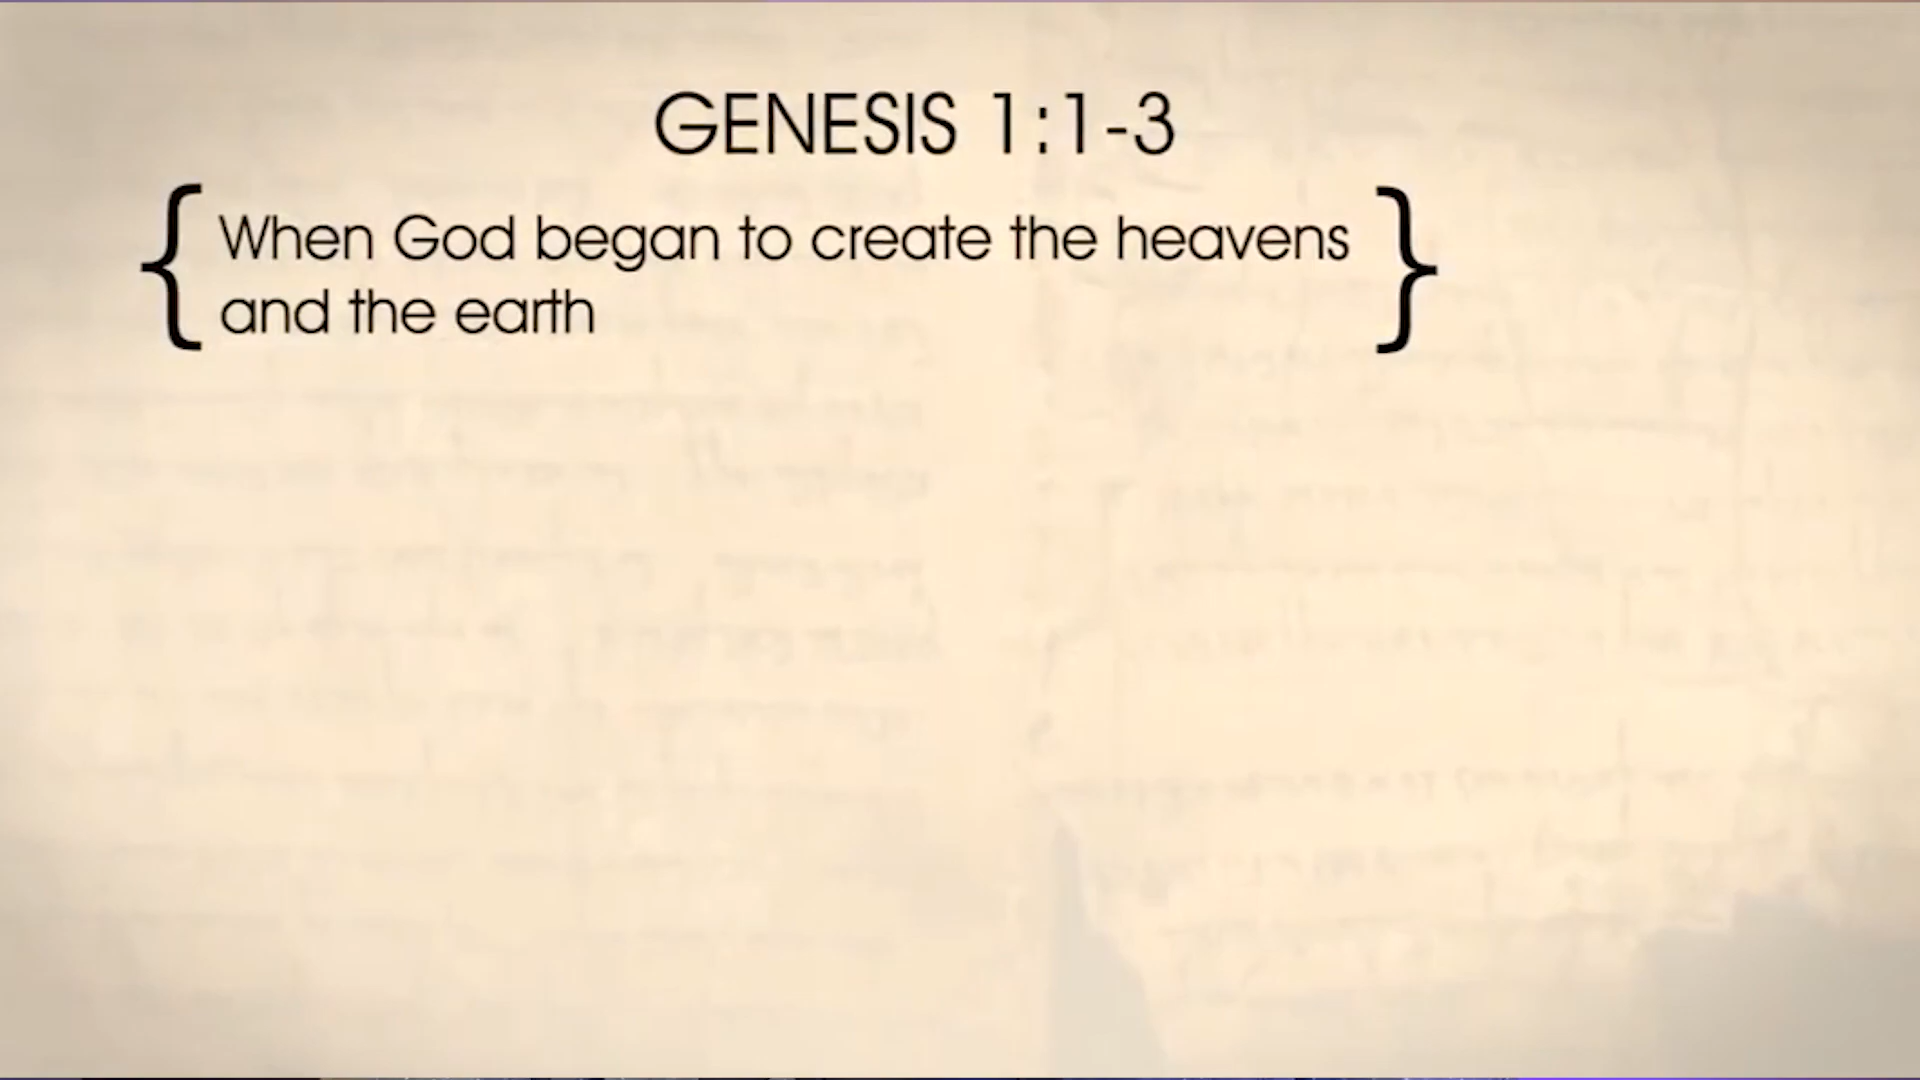 GENESIS 1:1-3
{ When God began to create the heavens }
and the earth